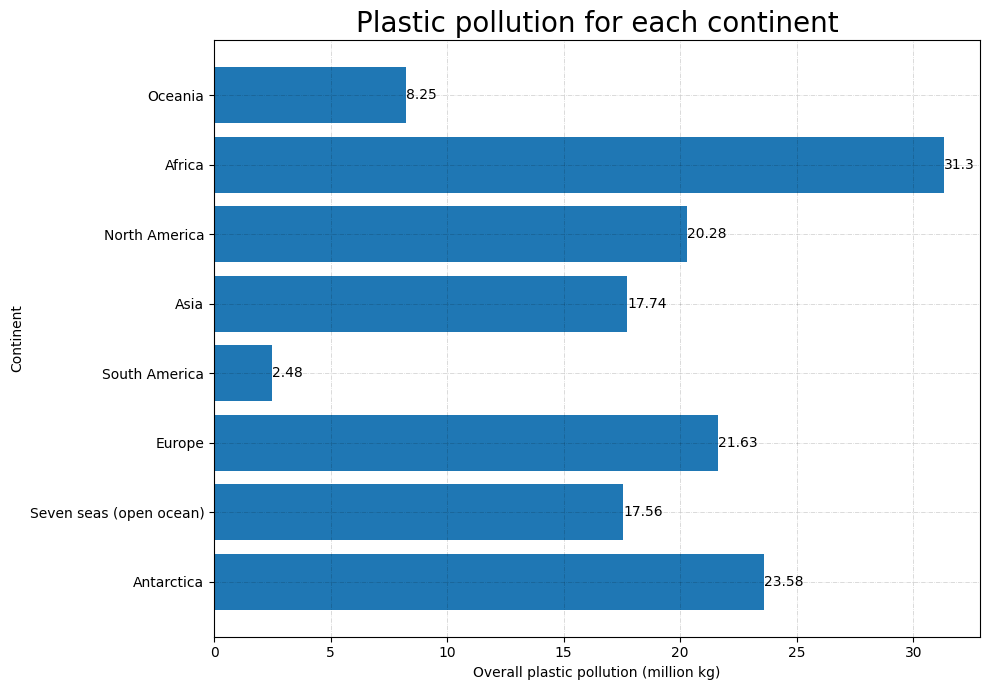 Plastic pollution for each continent
Continent
Oceania 8.25
Africa 31.3
North America 20.28
Asia 17.74
South America 2.48
Europe 21.63
Seven seas (open ocean) 17.56
Antarctica 23.58
0 5 10 15 20 25 30
Overall plastic pollution (million kg)